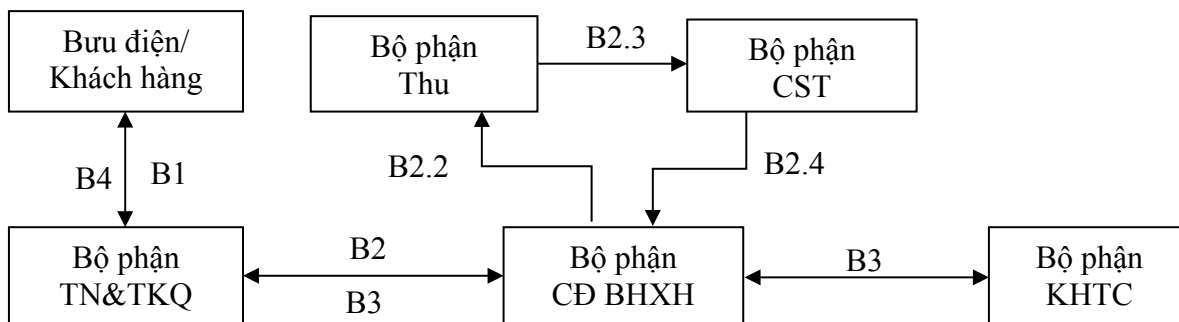 Bưu điện/
Khách hàng
Bộ phận
Thu
B2.3
Bộ phận
CST
B4
B1
B2.2
B2.4
Bộ phận
TN&TKQ
B2
B3
Bộ phận
CĐ BHXH
B3
Bộ phận
KHTC